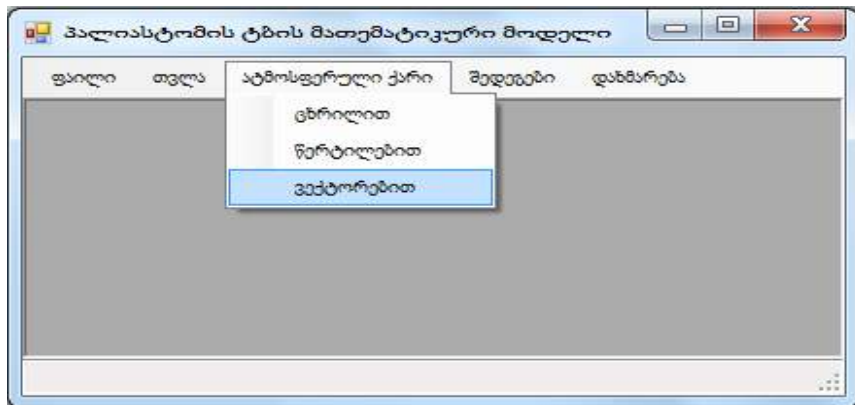 პალიასტომის ტბის მათემატიკური მოდელი
ფაილი თვლა ატმოსფერული ქარი შედეგები დახმარება
ცხრილით
წერტილებით
ვექტორებით